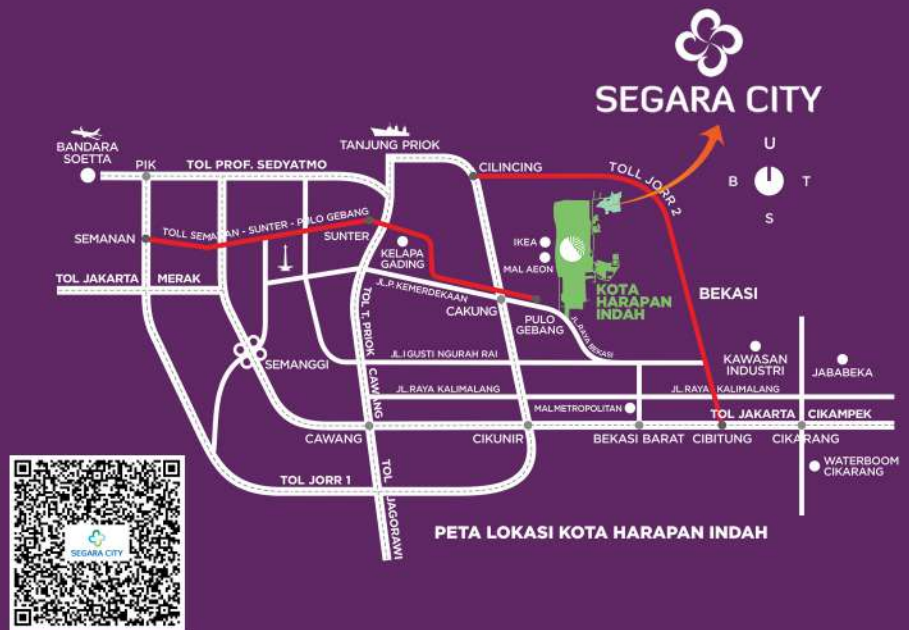 SEGARA CITY
U
B
T
S
BANDARA
SOETTA
PIK
TOL PROF. SEDYATMO
TANJUNG PRIOK
CILINCING
TOLL JORR 2
SEMANAN
TOLL SEMANAN - SUNTER - PULO GEBANG
SUNTER
KELAPA
GADING
IKEA
MAL AEON
KOTA
HARAPAN
INDAH
BEKASI
TOL JAKARTA
MERAK
JL.P. KEMERDEKAAN
CAKUNG
PULO
GEBANG
JL.RAYA BEKASI
TOL T. PRIOK
CAWANG
SEMANGGI
JL.I GUSTI NGURAH RAI
KAWASAN
INDUSTRI
JABABEKA
JL.RAYA KALIMALANG
JL.RAYA KALIMALANG
MALMETROPOLITAN
TOL JAKARTA
CIKAMPEK
CAWANG
CIKUNIR
BEKASI BARAT
CIBITUNG
CIKARANG
WATERBOOM
CIKARANG
TOL JORR 1
TOL
JAGORAWI
PETA LOKASI KOTA HARAPAN INDAH
SEGARA CITY